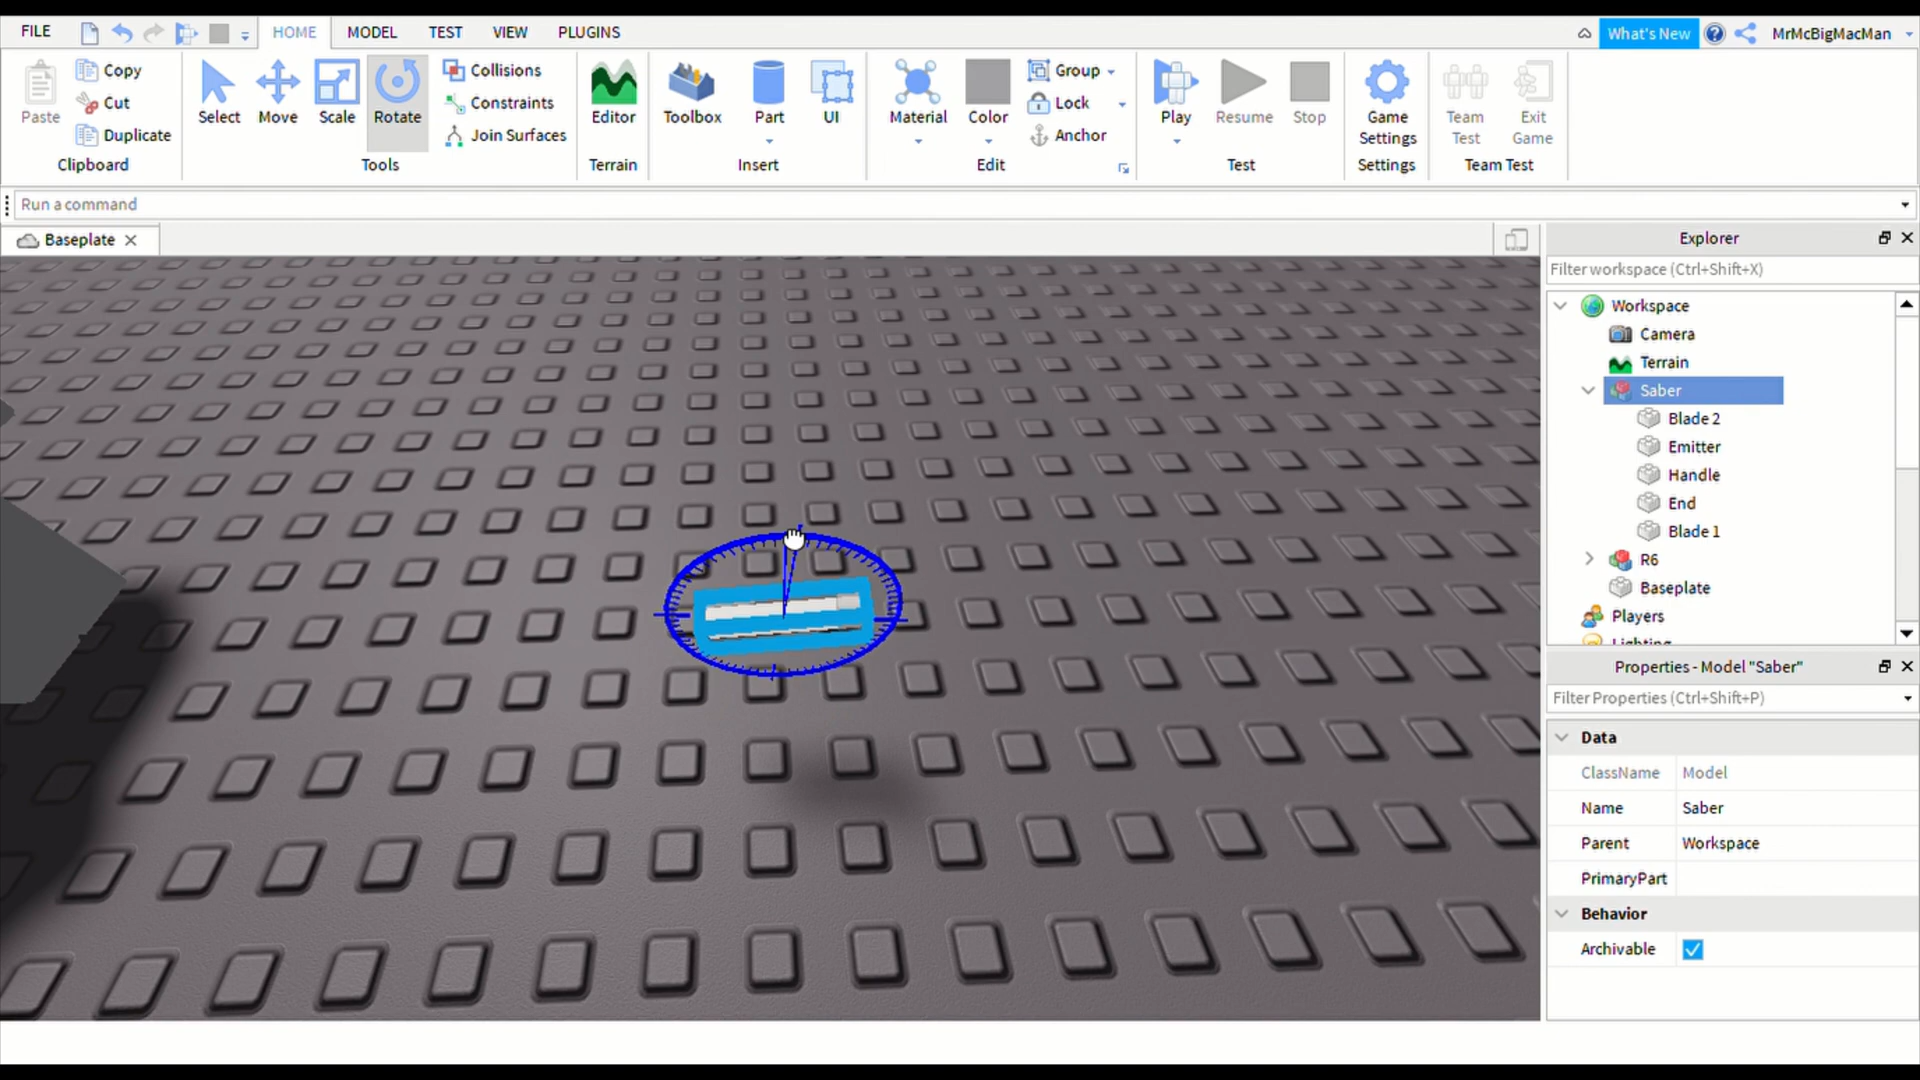 FILE HOME MODEL TEST VIEW PLUGINS What's New MrMcBigMacMan
Paste Copy Cut Duplicate Clipboard
Select Move Scale Rotate Collisions Constraints Join Surfaces Tools
Editor Terrain
Toolbox Part UI Insert
Material Color Group Lock Anchor Edit
Play Resume Stop Test
Game Settings Settings
Team Test Exit Game Team Test
Run a command
Baseplate
Explorer
Filter workspace (Ctrl+Shift+X)
Workspace
Camera
Terrain
Saber
Blade 2
Emitter
Handle
End
Blade 1
R6
Baseplate
Players
Lighting
Properties - Model "Saber"
Filter Properties (Ctrl+Shift+P)
Data
ClassName Model
Name Saber
Parent Workspace
PrimaryPart
Behavior
Archivable